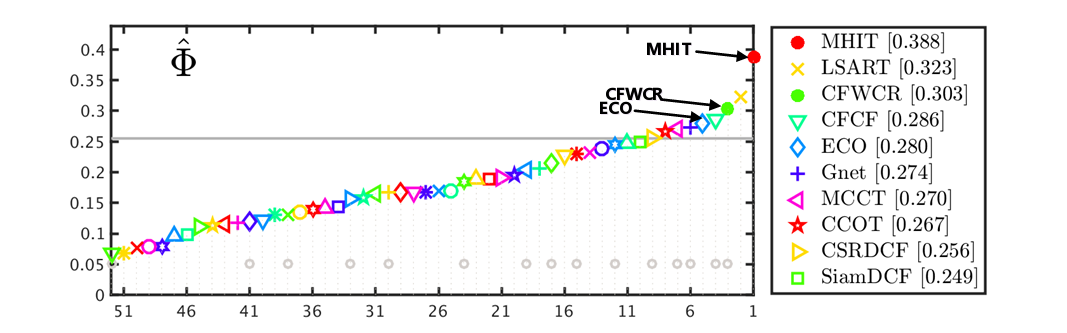 Φ̂
0.4
0.35
0.3
0.25
0.2
0.15
0.1
0.05
0
51
46
41
36
31
26
21
16
11
6
1
MHIT
CFWCR
ECO
MHIT [0.388]
LSART [0.323]
CFWCR [0.303]
CFCF [0.286]
ECO [0.280]
Gnet [0.274]
MCCT [0.270]
CCOT [0.267]
CSRDCF [0.256]
SiamDCF [0.249]